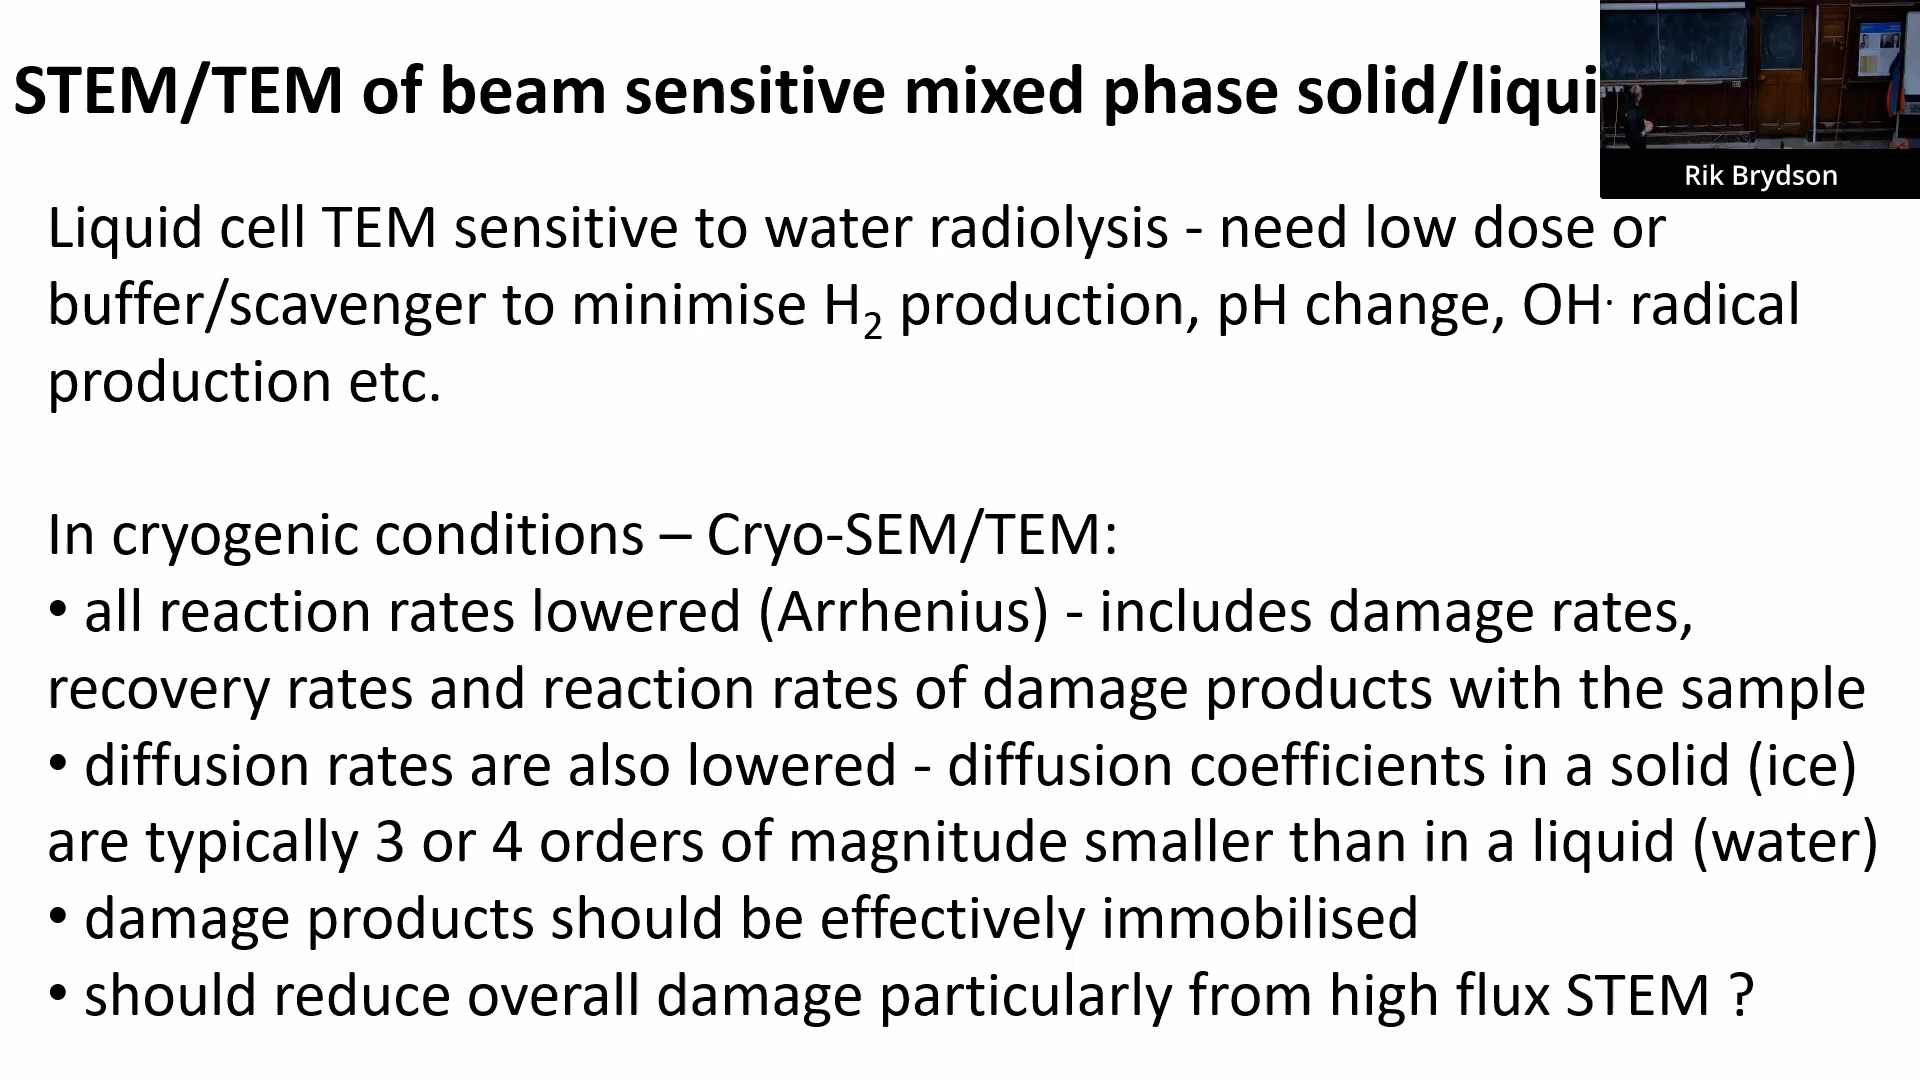 STEM/TEM of beam sensitive mixed phase solid/liqui
Rik Brydson
Liquid cell TEM sensitive to water radiolysis - need low dose or
buffer/scavenger to minimise H₂ production, pH change, OH· radical
production etc.
In cryogenic conditions – Cryo-SEM/TEM:
• all reaction rates lowered (Arrhenius) - includes damage rates,
recovery rates and reaction rates of damage products with the sample
• diffusion rates are also lowered - diffusion coefficients in a solid (ice)
are typically 3 or 4 orders of magnitude smaller than in a liquid (water)
• damage products should be effectively immobilised
• should reduce overall damage particularly from high flux STEM ?